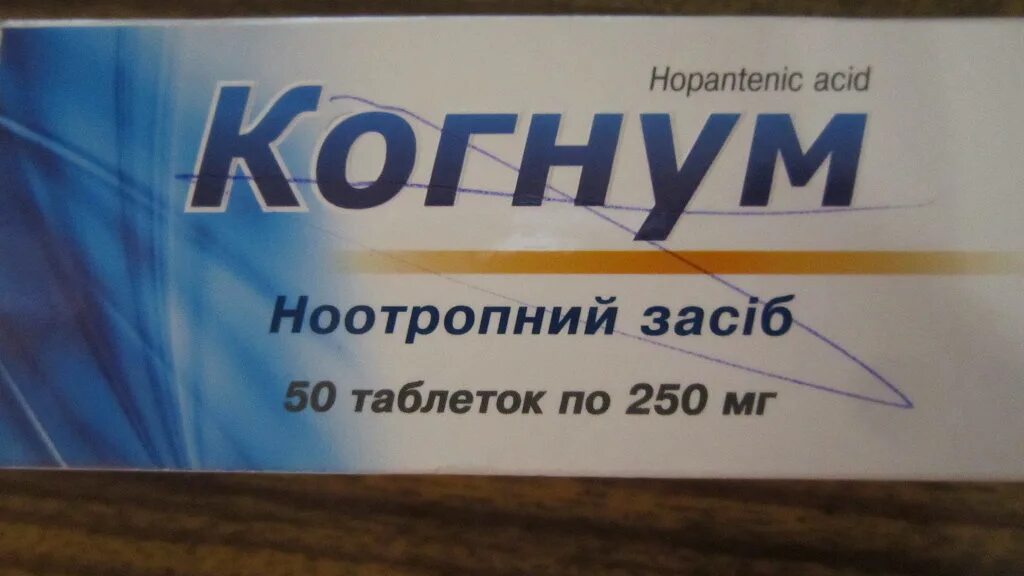 Hopantenic acid
Когнум
Ноотропний засіб
50 таблеток по 250 мг